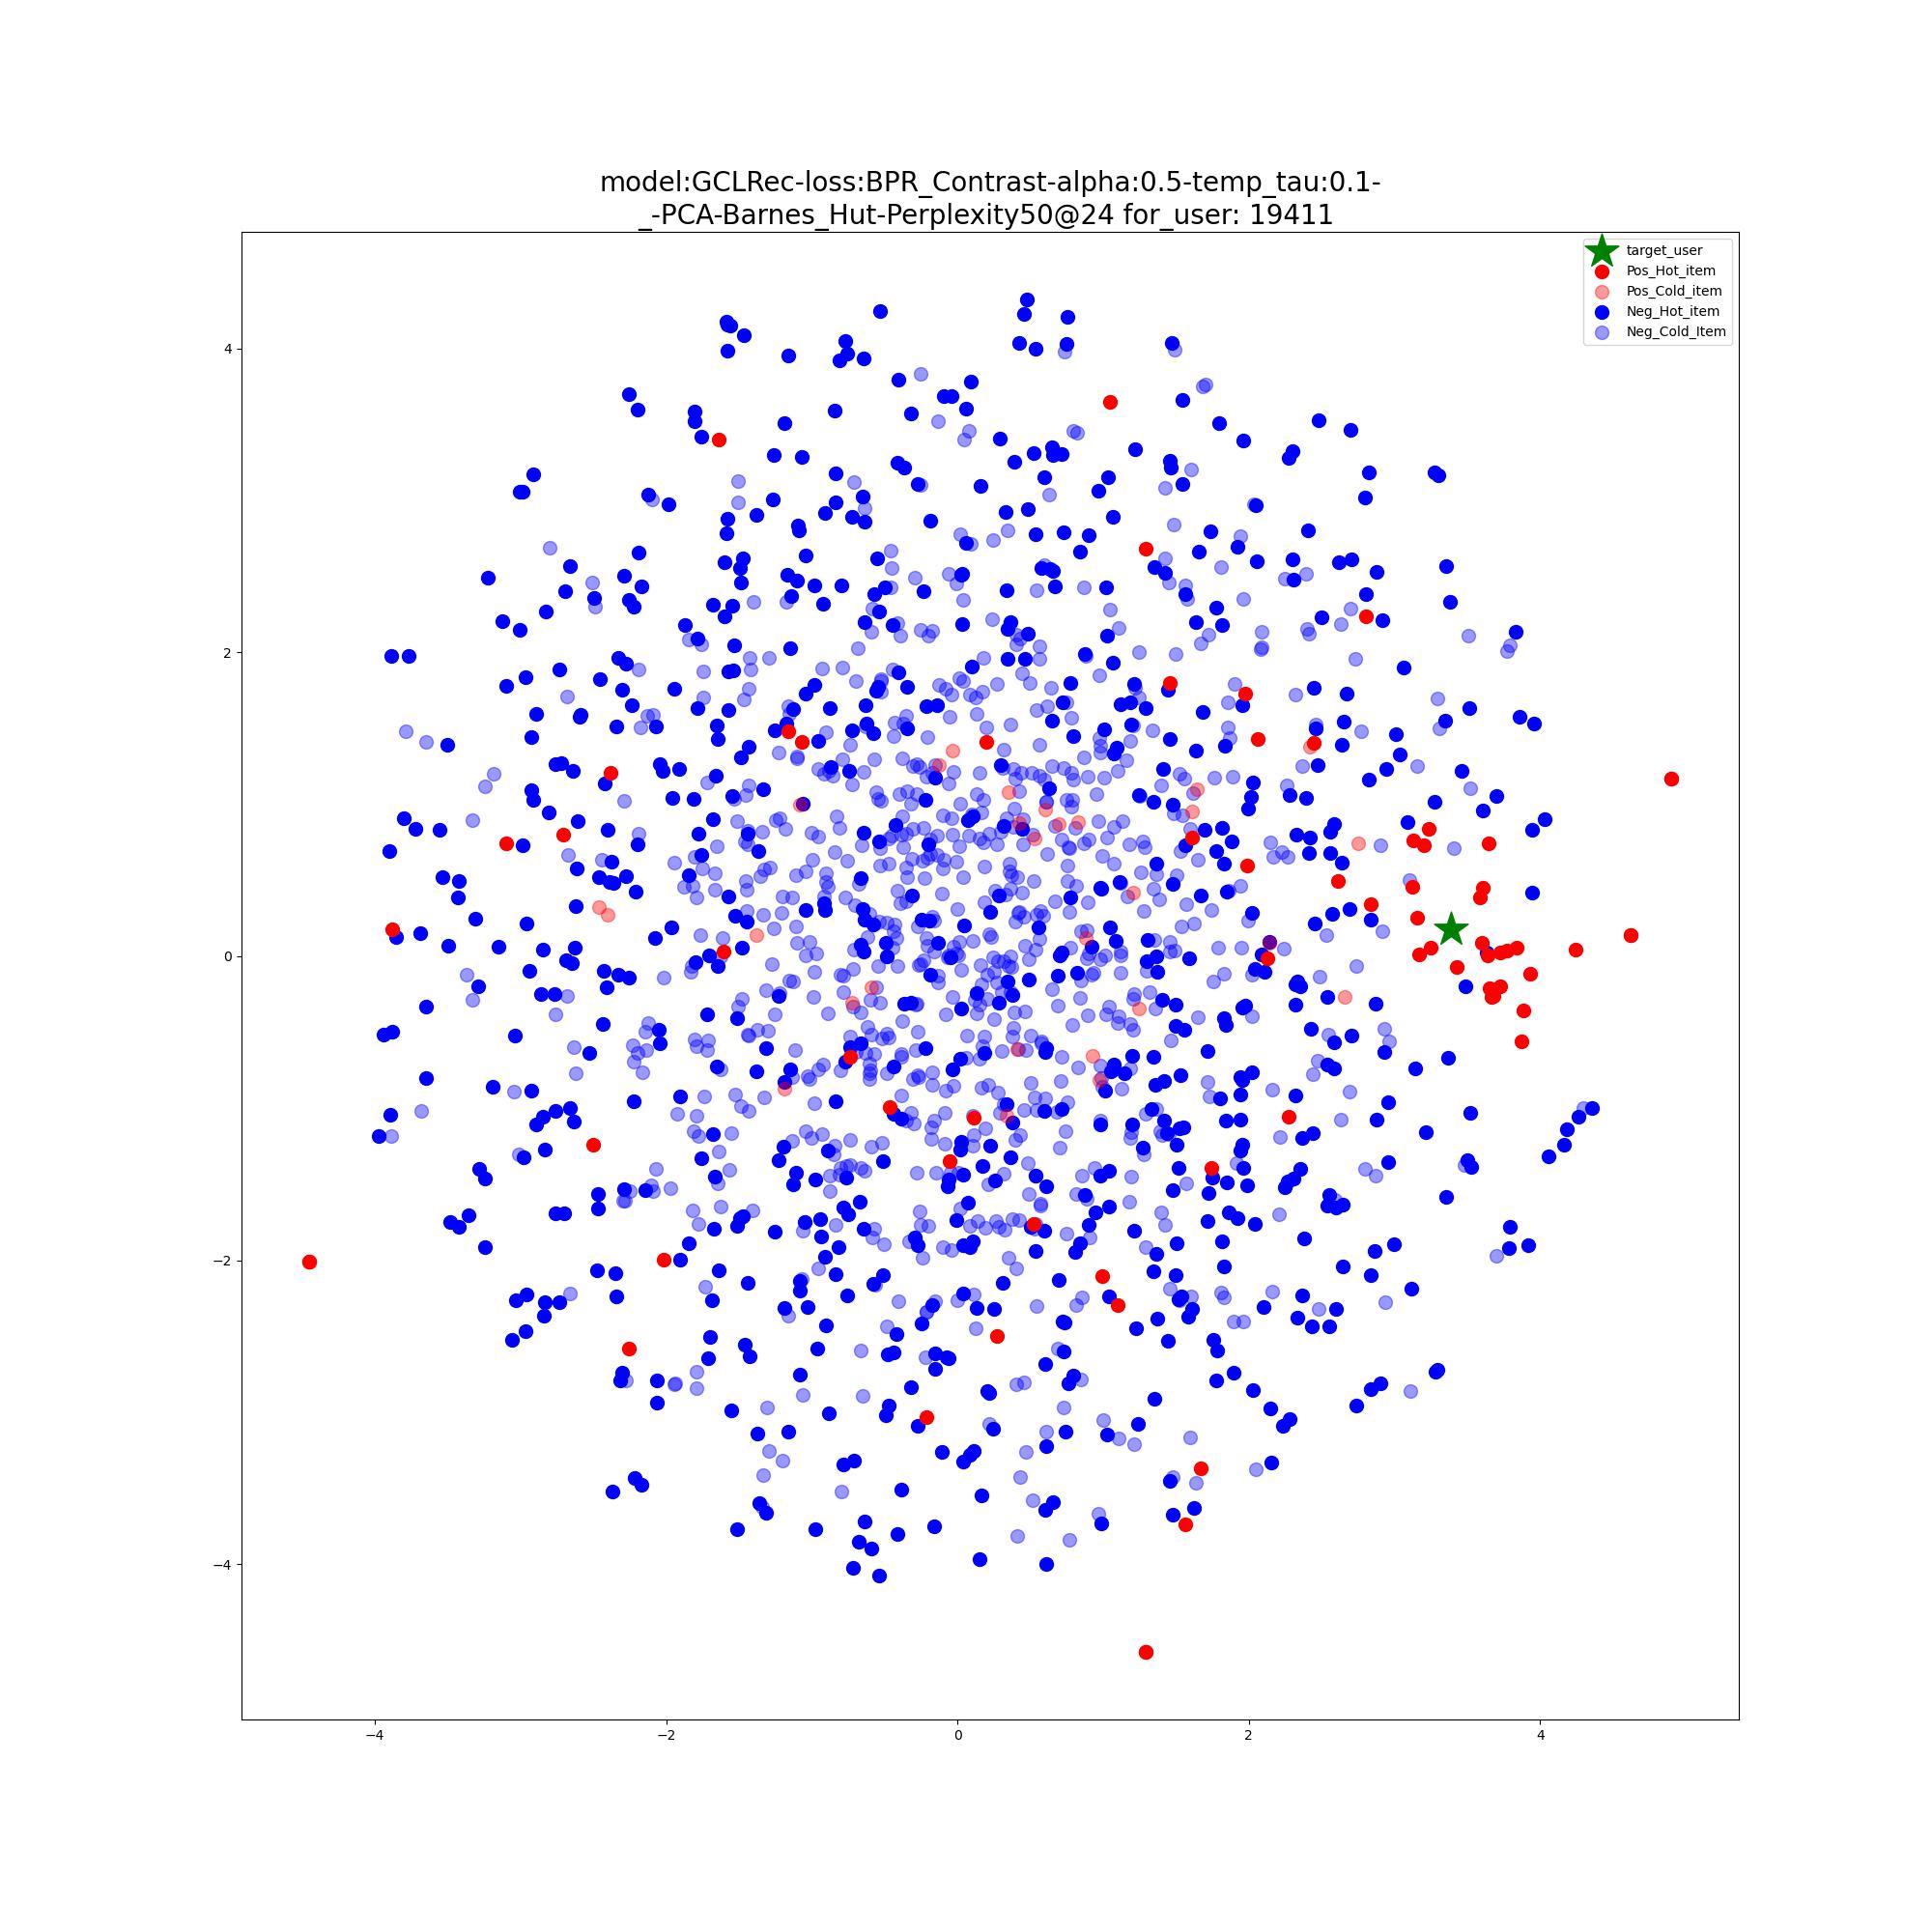 model:GCLRec-loss:BPR_Contrast-alpha:0.5-temp_tau:0.1-
_-PCA-Barnes_Hut-Perplexity50@24 for_user: 19411
target_user
Pos_Hot_item
Pos_Cold_item
Neg_Hot_item
Neg_Cold_Item
4
2
0
−2
−4
−4
−2
0
2
4